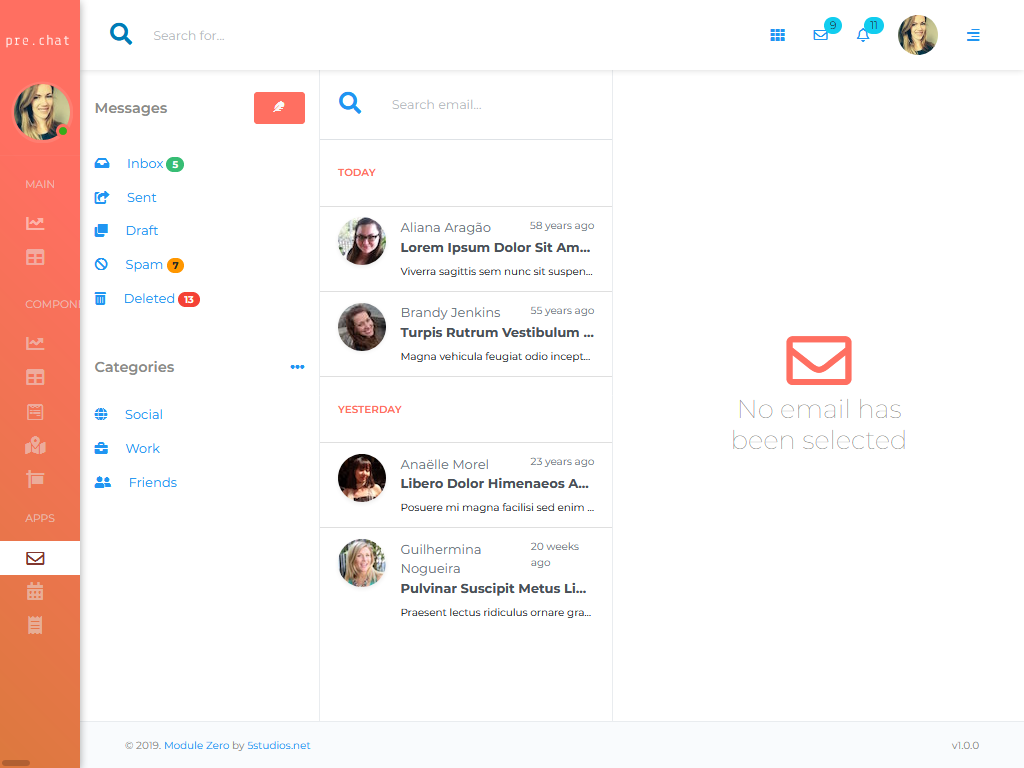 pre.chat
Search for...
9
11
MAIN
COMPON
APPS
Messages
Inbox 5
Sent
Draft
Spam 7
Deleted 13
Categories
Social
Work
Friends
Search email...
TODAY
Aliana Aragão 58 years ago
Lorem Ipsum Dolor Sit Am...
Viverra sagittis sem nunc sit suspen...
Brandy Jenkins 55 years ago
Turpis Rutrum Vestibulum ...
Magna vehicula feugiat odio incept...
YESTERDAY
Anaëlle Morel 23 years ago
Libero Dolor Himenaeos A...
Posuere mi magna facilisi sed enim ...
Guilhermina 20 weeks
Nogueira ago
Pulvinar Suscipit Metus Li...
Praesent lectus ridiculus ornare gra...
No email has
been selected
© 2019. Module Zero by 5studios.net
v1.0.0